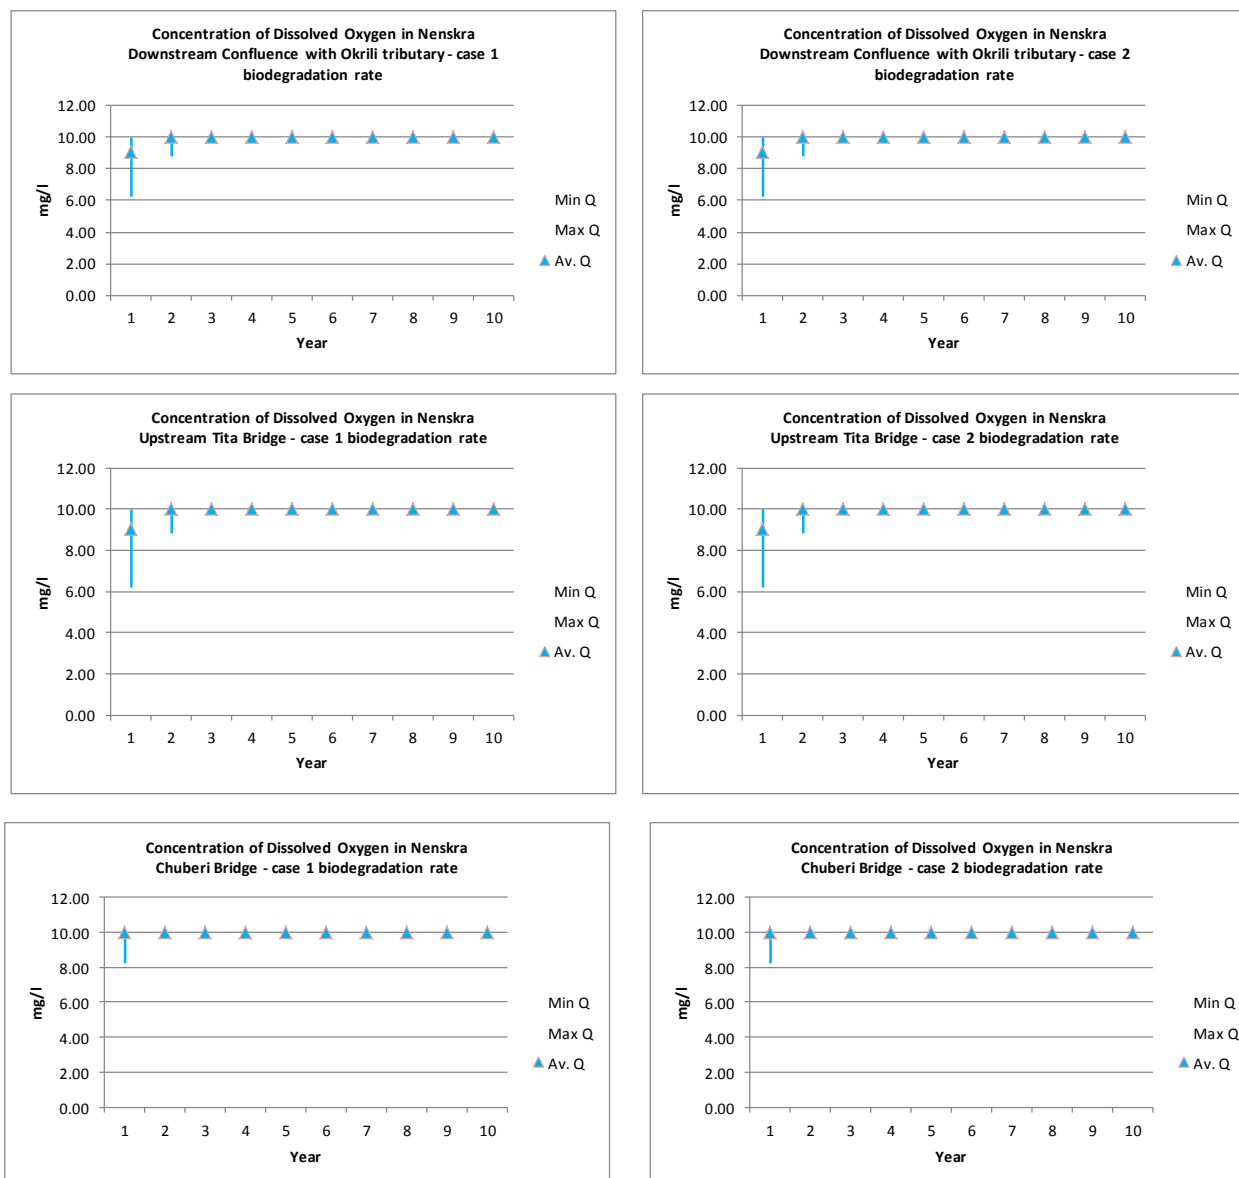 Concentration of Dissolved Oxygen in Nenskra
Downstream Confluence with Okrili tributary - case 1
biodegradation rate
12.00
10.00
8.00
6.00
4.00
2.00
0.00
mg/l
1 2 3 4 5 6 7 8 9 10
Year
Min Q
Max Q
Av. Q
Concentration of Dissolved Oxygen in Nenskra
Downstream Confluence with Okrili tributary - case 2
biodegradation rate
12.00
10.00
8.00
6.00
4.00
2.00
0.00
mg/l
1 2 3 4 5 6 7 8 9 10
Year
Min Q
Max Q
Av. Q
Concentration of Dissolved Oxygen in Nenskra
Upstream Tita Bridge - case 1 biodegradation rate
12.00
10.00
8.00
6.00
4.00
2.00
0.00
mg/l
1 2 3 4 5 6 7 8 9 10
Year
Min Q
Max Q
Av. Q
Concentration of Dissolved Oxygen in Nenskra
Upstream Tita Bridge - case 2 biodegradation rate
12.00
10.00
8.00
6.00
4.00
2.00
0.00
mg/l
1 2 3 4 5 6 7 8 9 10
Year
Min Q
Max Q
Av. Q
Concentration of Dissolved Oxygen in Nenskra
Chuberi Bridge - case 1 biodegradation rate
12.00
10.00
8.00
6.00
4.00
2.00
0.00
mg/l
1 2 3 4 5 6 7 8 9 10
Year
Min Q
Max Q
Av. Q
Concentration of Dissolved Oxygen in Nenskra
Chuberi Bridge - case 2 biodegradation rate
12.00
10.00
8.00
6.00
4.00
2.00
0.00
mg/l
1 2 3 4 5 6 7 8 9 10
Year
Min Q
Max Q
Av. Q